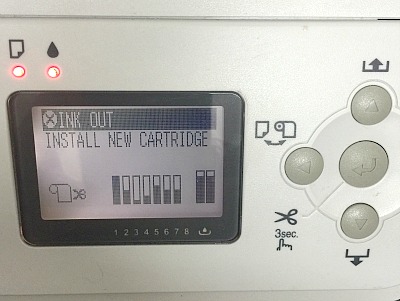 INK OUT
INSTALL NEW CARTRIDGE
1 2 3 4 5 6 7 8
3sec.